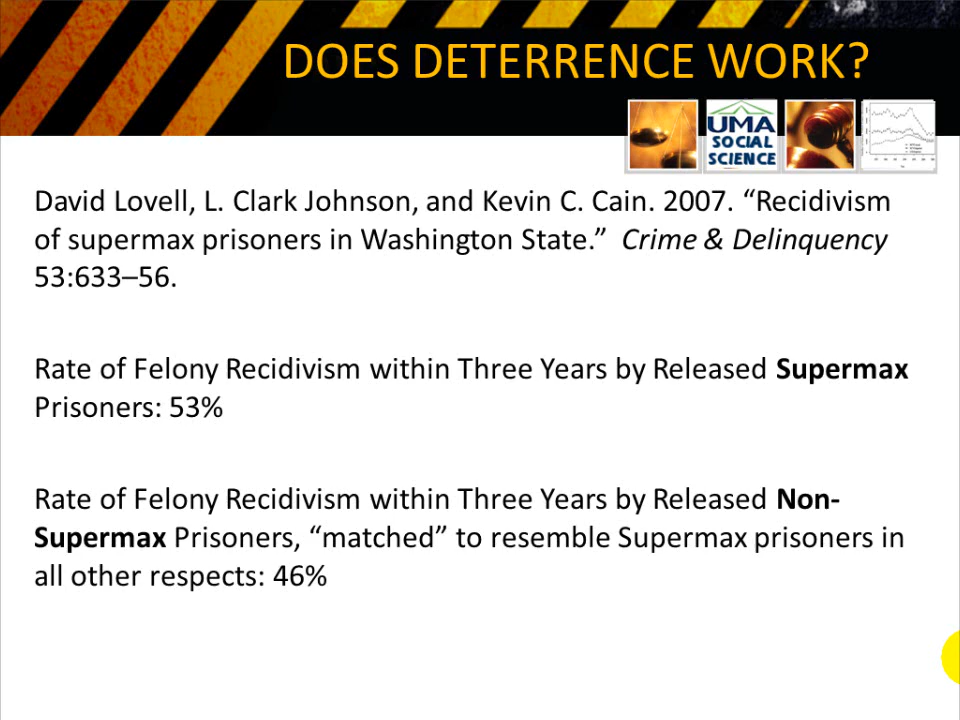 DOES DETERRENCE WORK?
UMA
SOCIAL
SCIENCE
David Lovell, L. Clark Johnson, and Kevin C. Cain. 2007. “Recidivism
of supermax prisoners in Washington State.” Crime & Delinquency
53:633–56.
Rate of Felony Recidivism within Three Years by Released Supermax
Prisoners: 53%
Rate of Felony Recidivism within Three Years by Released Non-
Supermax Prisoners, “matched” to resemble Supermax prisoners in
all other respects: 46%